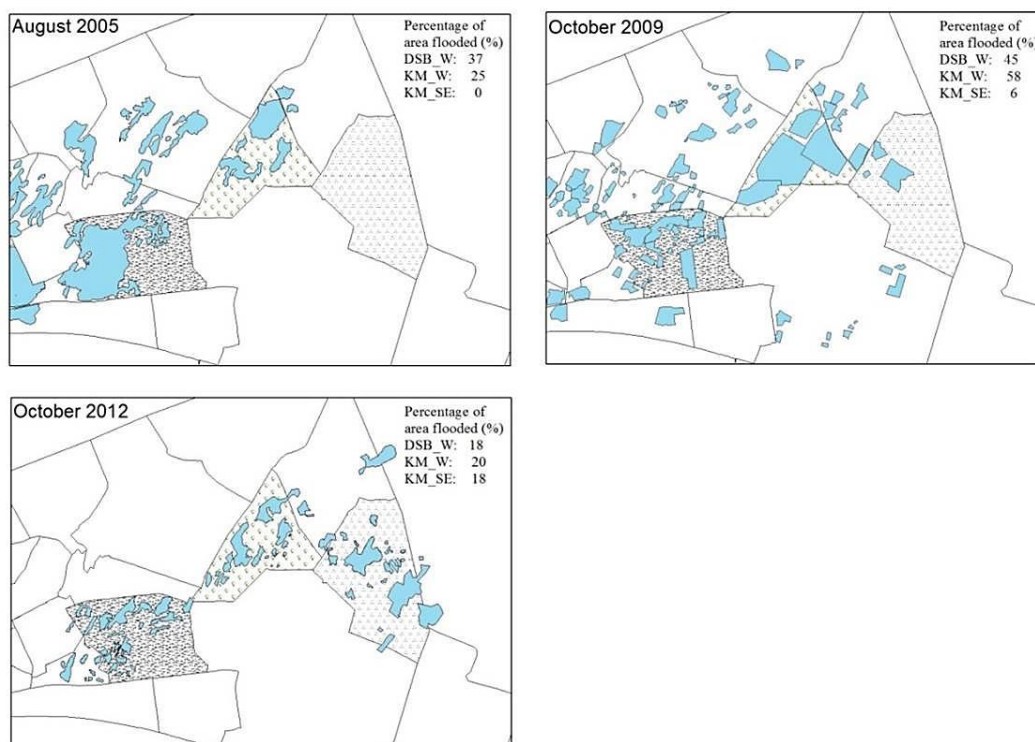 August 2005
Percentage of
area flooded (%)
DSB_W: 37
KM_W: 25
KM_SE: 0
October 2009
Percentage of
area flooded (%)
DSB_W: 45
KM_W: 58
KM_SE: 6
October 2012
Percentage of
area flooded (%)
DSB_W: 18
KM_W: 20
KM_SE: 18